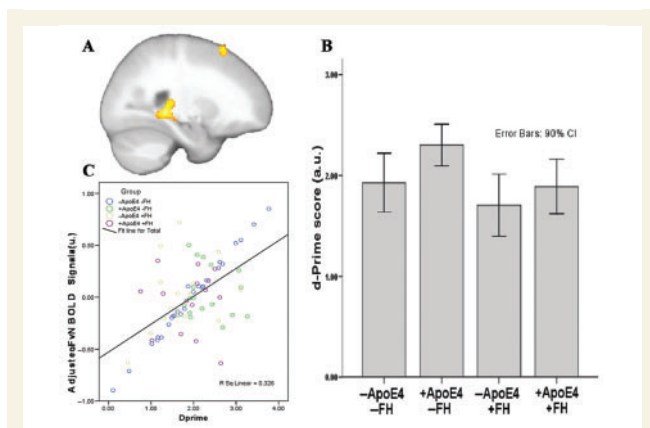 A
B
3.00
2.00
1.00
.00
d-Prime score (a.u.)
Error Bars: 90% CI
–ApoE4 +ApoE4 –ApoE4 +ApoE4
–FH –FH +FH +FH
C
Group
–ApoE4 –FH
+ApoE4 –FH
–ApoE4 +FH
+ApoE4 +FH
Fit line for Total
1.00
0.50
0.00
–0.50
–1.00
AdjusteoFvN BOLD Signals(u.)
R Sq Linear = 0.326
0.00 1.00 2.00 3.00 4.00
Dprime